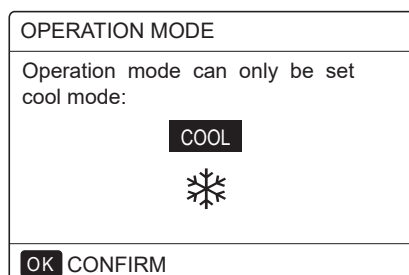 OPERATION MODE
Operation mode can only be set
cool mode:
COOL
OK CONFIRM